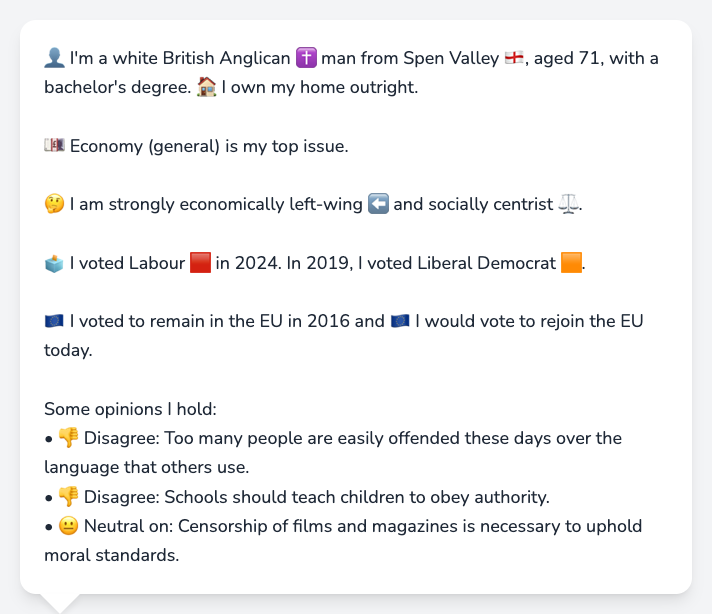 👤 I'm a white British Anglican ✝️ man from Spen Valley 🏴󠁧󠁢󠁥󠁮󠁧󠁿, aged 71, with a
bachelor's degree. 🏠 I own my home outright.
💷 Economy (general) is my top issue.
🤔 I am strongly economically left-wing ⬅️ and socially centrist ⚖️.
🗳️ I voted Labour 🟥 in 2024. In 2019, I voted Liberal Democrat 🟧.
🇪🇺 I voted to remain in the EU in 2016 and 🇪🇺 I would vote to rejoin the EU
today.
Some opinions I hold:
• 👎 Disagree: Too many people are easily offended these days over the
language that others use.
• 👎 Disagree: Schools should teach children to obey authority.
• 😐 Neutral on: Censorship of films and magazines is necessary to uphold
moral standards.